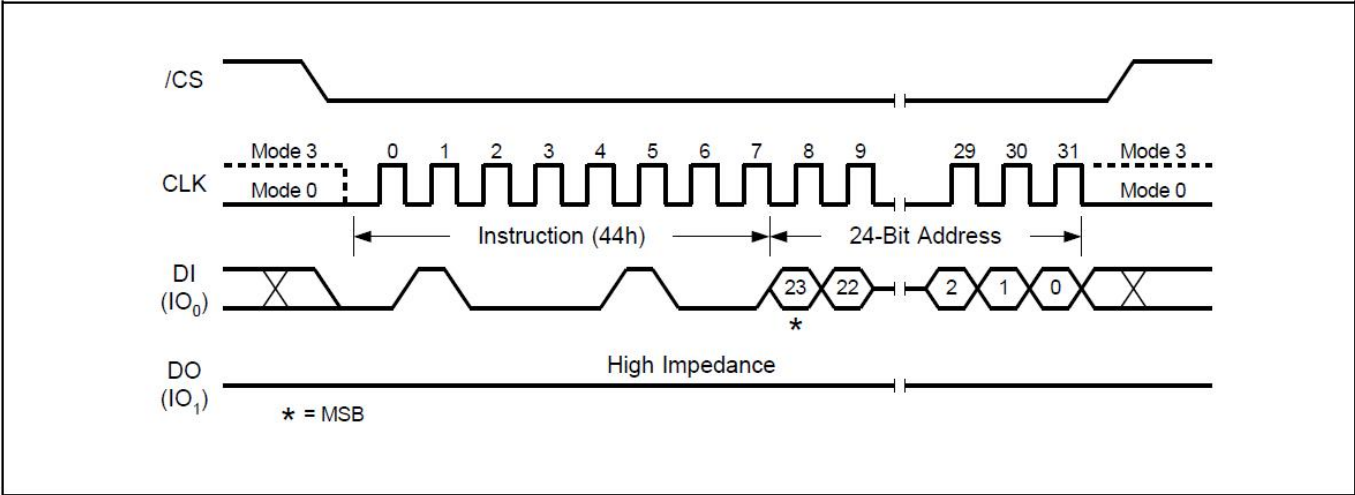 /CS
Mode 3 0 1 2 3 4 5 6 7 8 9 29 30 31 Mode 3
CLK
Mode 0 Mode 0
Instruction (44h) 24-Bit Address
DI
(IO0)
23 22 2 1 0
*
High Impedance
DO
(IO1)
* = MSB